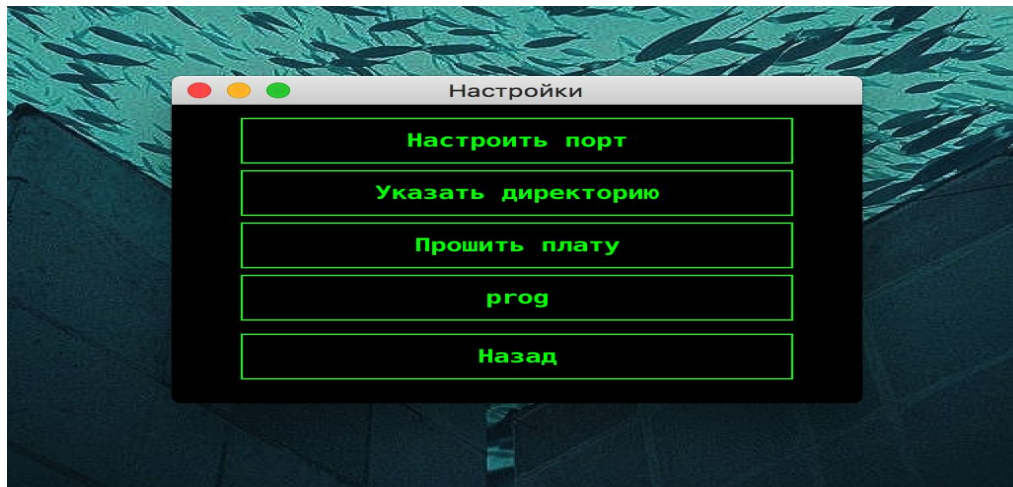 Настройки
Настроить порт
Указать директорию
Прошить плату
prog
Назад